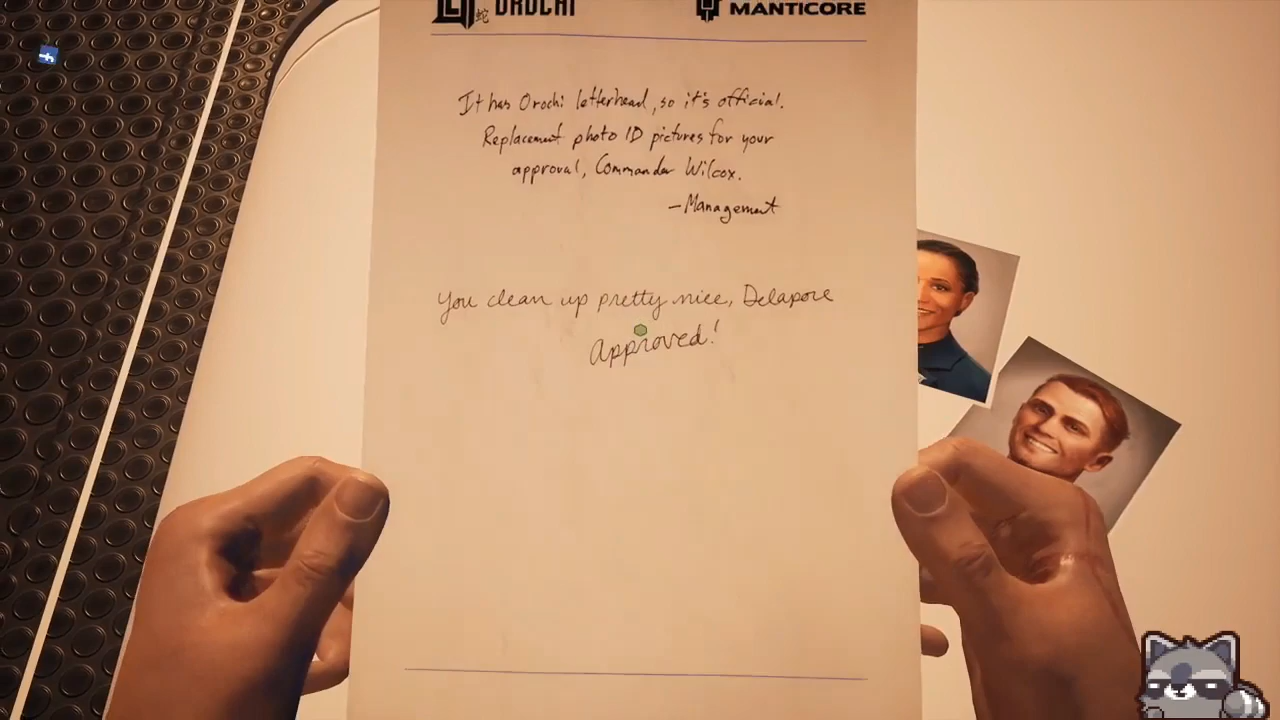 蛇 OROCHI MANTICORE
It has Orochi letterhead, so it's official.
Replacement photo ID pictures for your
approval, Commander Wilcox.
-Management
You clean up pretty nice, Delapore
Approved!